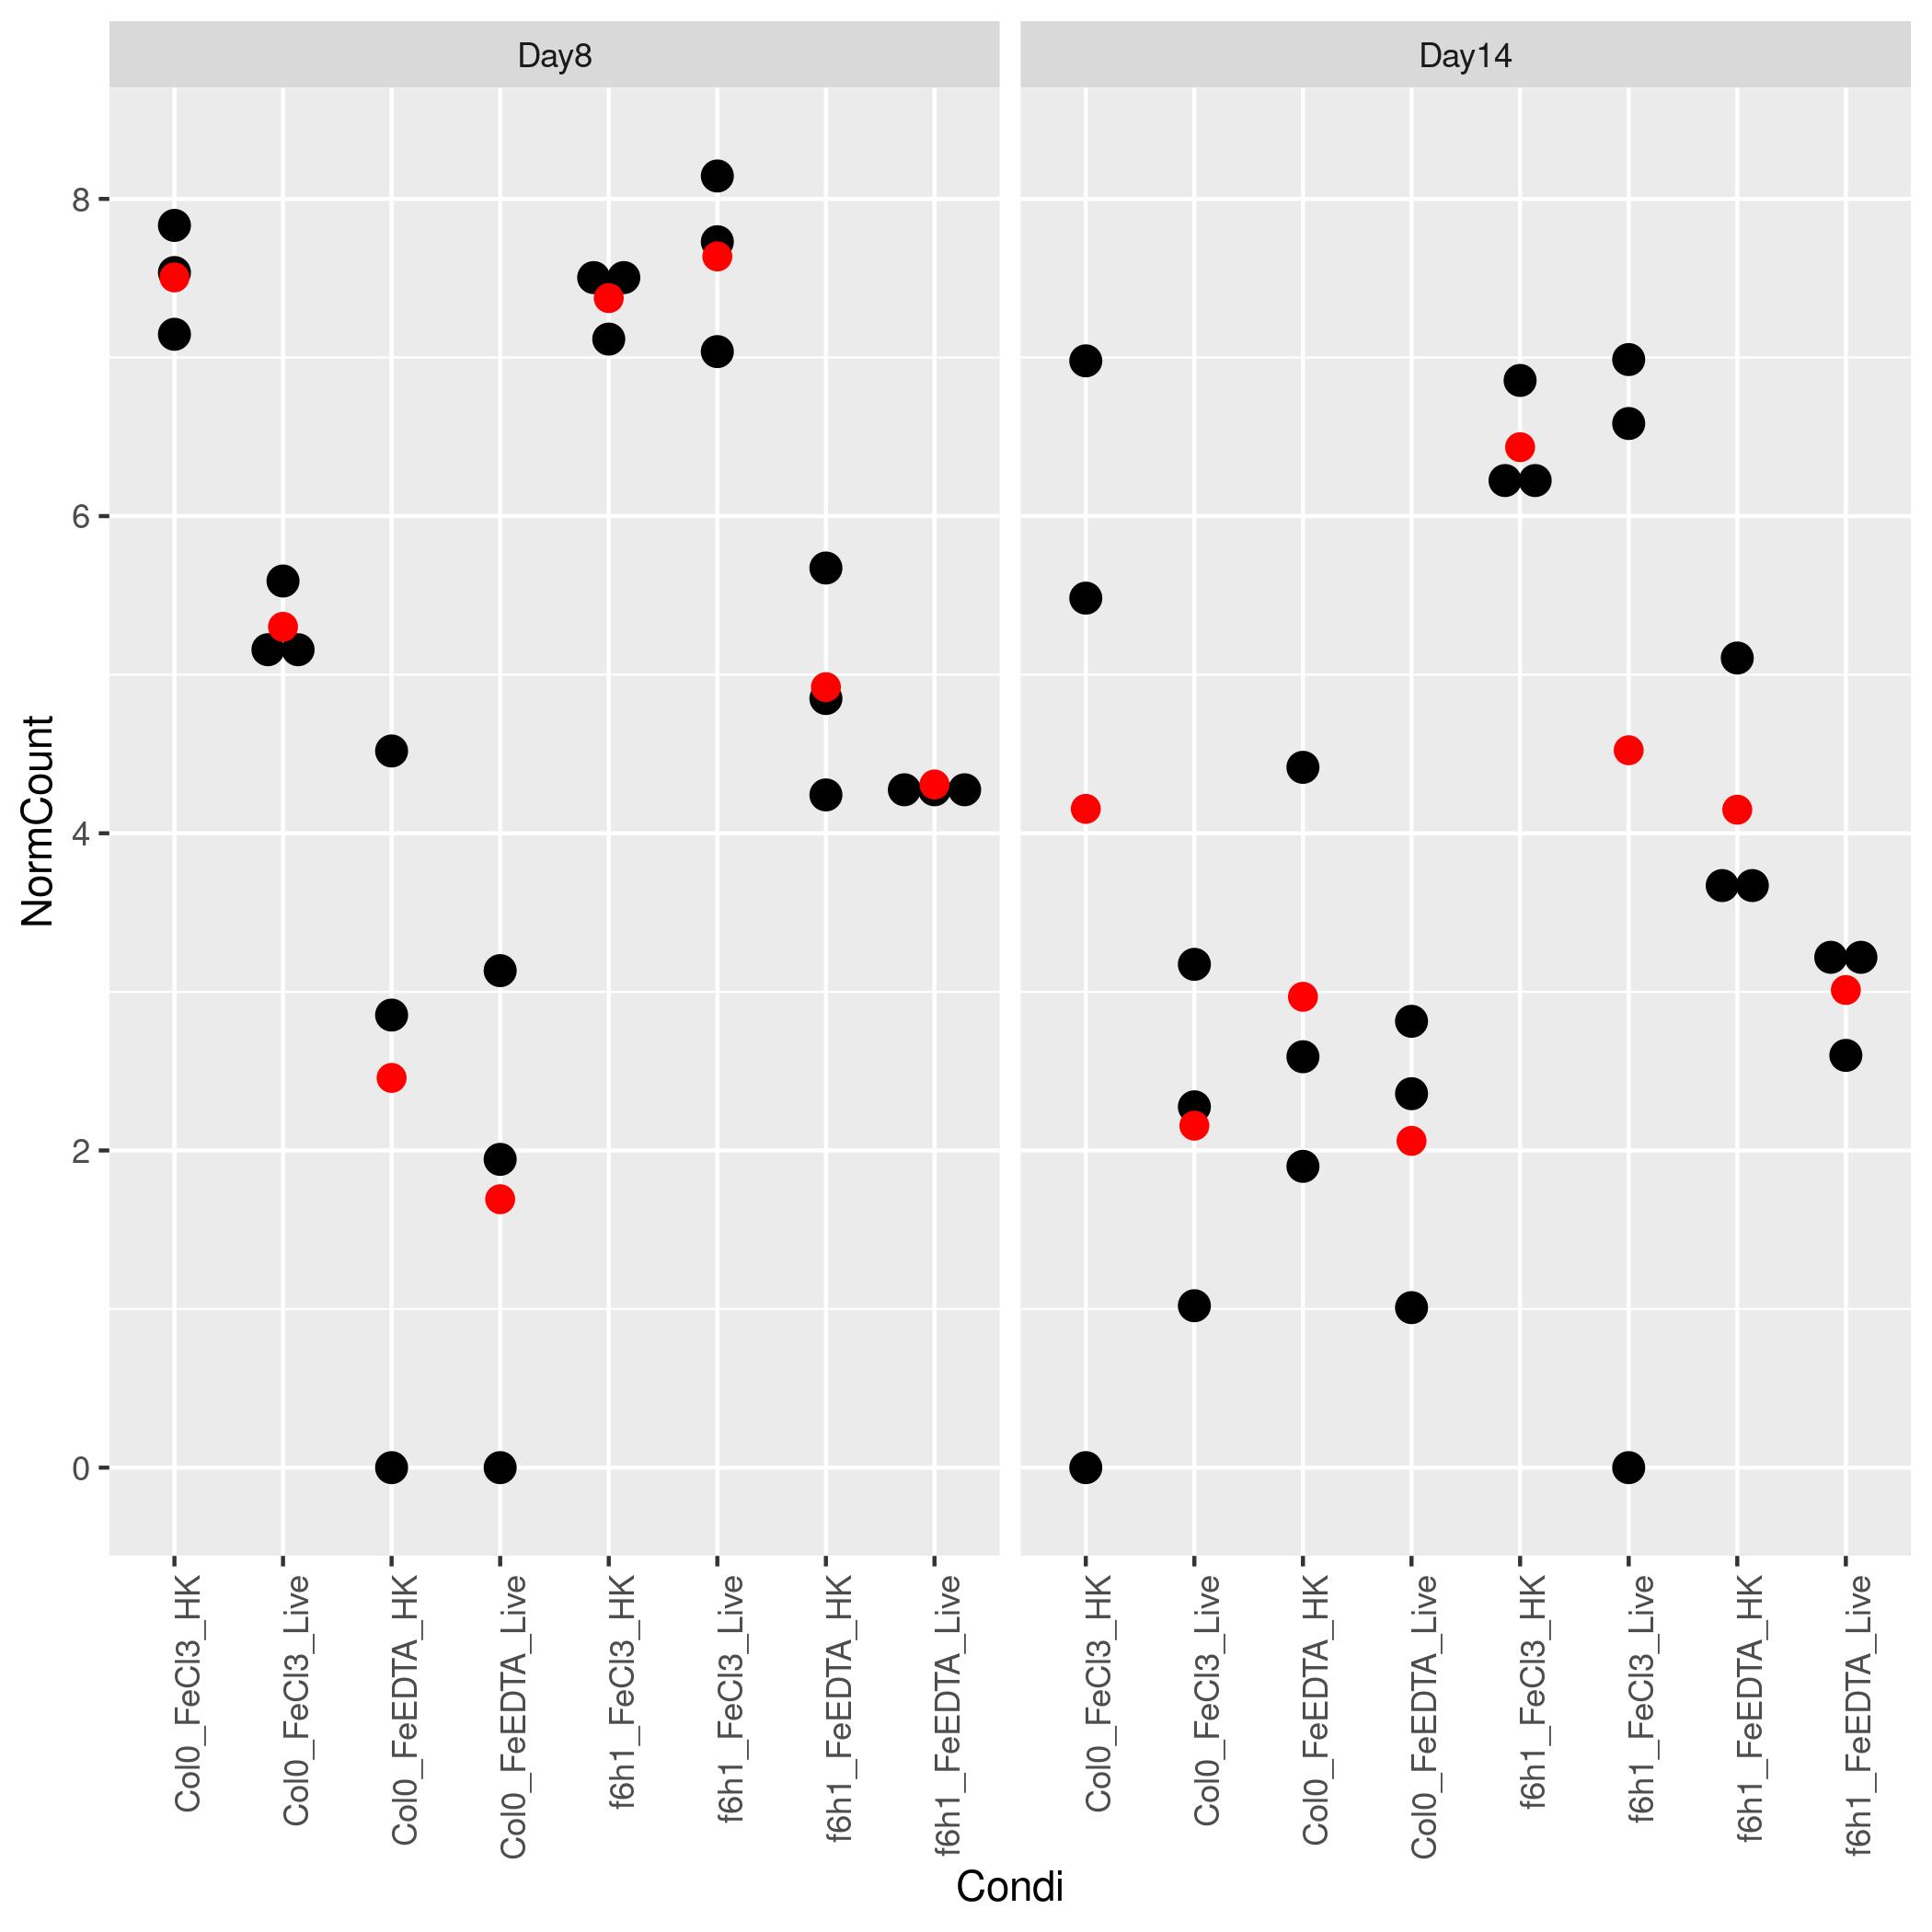 Day8
Day14
NormCount
8
6
4
2
0
Col0_FeCl3_HK
Col0_FeCl3_Live
Col0_FeEDTA_HK
Col0_FeEDTA_Live
f6h1_FeCl3_HK
f6h1_FeCl3_Live
f6h1_FeEDTA_HK
f6h1_FeEDTA_Live
Col0_FeCl3_HK
Col0_FeCl3_Live
Col0_FeEDTA_HK
Col0_FeEDTA_Live
f6h1_FeCl3_HK
f6h1_FeCl3_Live
f6h1_FeEDTA_HK
f6h1_FeEDTA_Live
Condi